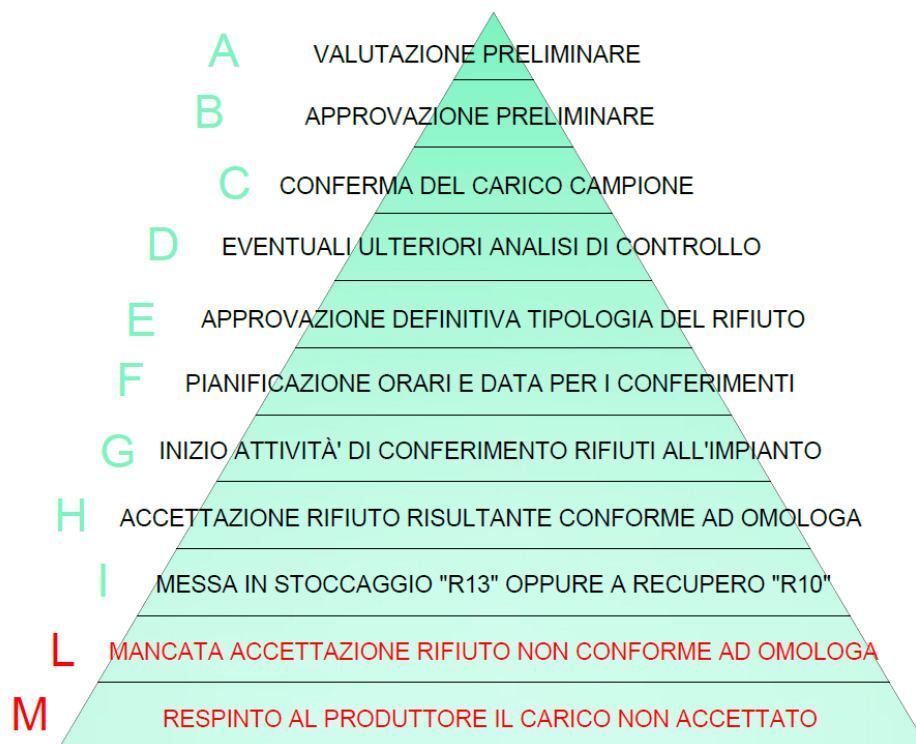 A VALUTAZIONE PRELIMINARE
B APPROVAZIONE PRELIMINARE
C CONFERMA DEL CARICO CAMPIONE
D EVENTUALI ULTERIORI ANALISI DI CONTROLLO
E APPROVAZIONE DEFINITIVA TIPOLOGIA DEL RIFIUTO
F PIANIFICAZIONE ORARI E DATA PER I CONFERIMENTI
G INIZIO ATTIVITÀ' DI CONFERIMENTO RIFIUTI ALL'IMPIANTO
H ACCETTAZIONE RIFIUTO RISULTANTE CONFORME AD OMOLOGA
I MESSA IN STOCCAGGIO "R13" OPPURE A RECUPERO "R10"
L MANCATA ACCETTAZIONE RIFIUTO NON CONFORME AD OMOLOGA
M RESPINTO AL PRODUTTORE IL CARICO NON ACCETTATO